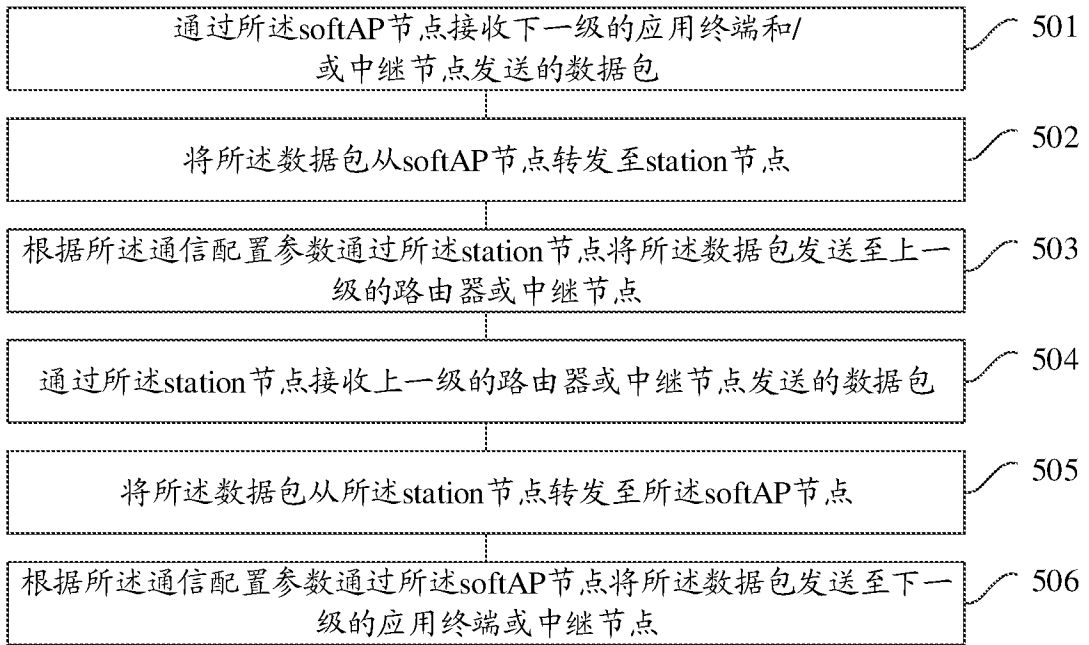 通过所述softAP节点接收下一级的应用终端和/
或中继节点发送的数据包
501
将所述数据包从softAP节点转发至station节点
502
根据所述通信配置参数通过所述station节点将所述数据包发送至上一
级的路由器或中继节点
503
通过所述station节点接收上一级的路由器或中继节点发送的数据包
504
将所述数据包从所述station节点转发至所述softAP节点
505
根据所述通信配置参数通过所述softAP节点将所述数据包发送至下一
级的应用终端或中继节点
506